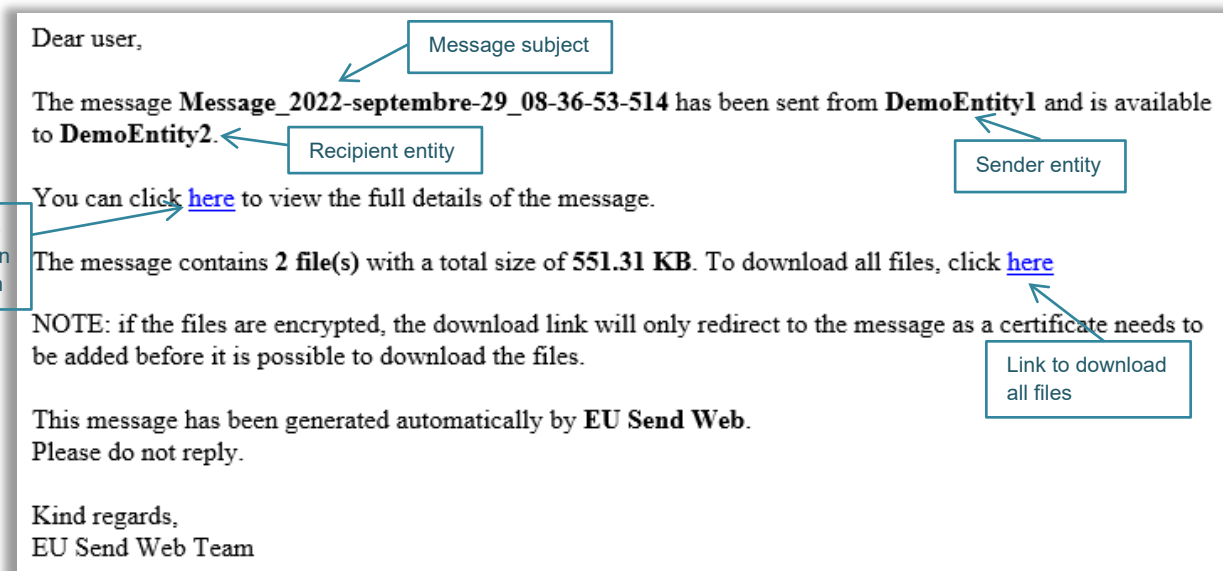 Dear user,
Message subject
The message Message_2022-septembre-29_08-36-53-514 has been sent from DemoEntity1 and is available
to DemoEntity2.
Recipient entity
Sender entity
You can click here to view the full details of the message.
The message contains 2 file(s) with a total size of 551.31 KB. To download all files, click here
NOTE: if the files are encrypted, the download link will only redirect to the message as a certificate needs to
be added before it is possible to download the files.
Link to download
all files
This message has been generated automatically by EU Send Web.
Please do not reply.
Kind regards,
EU Send Web Team